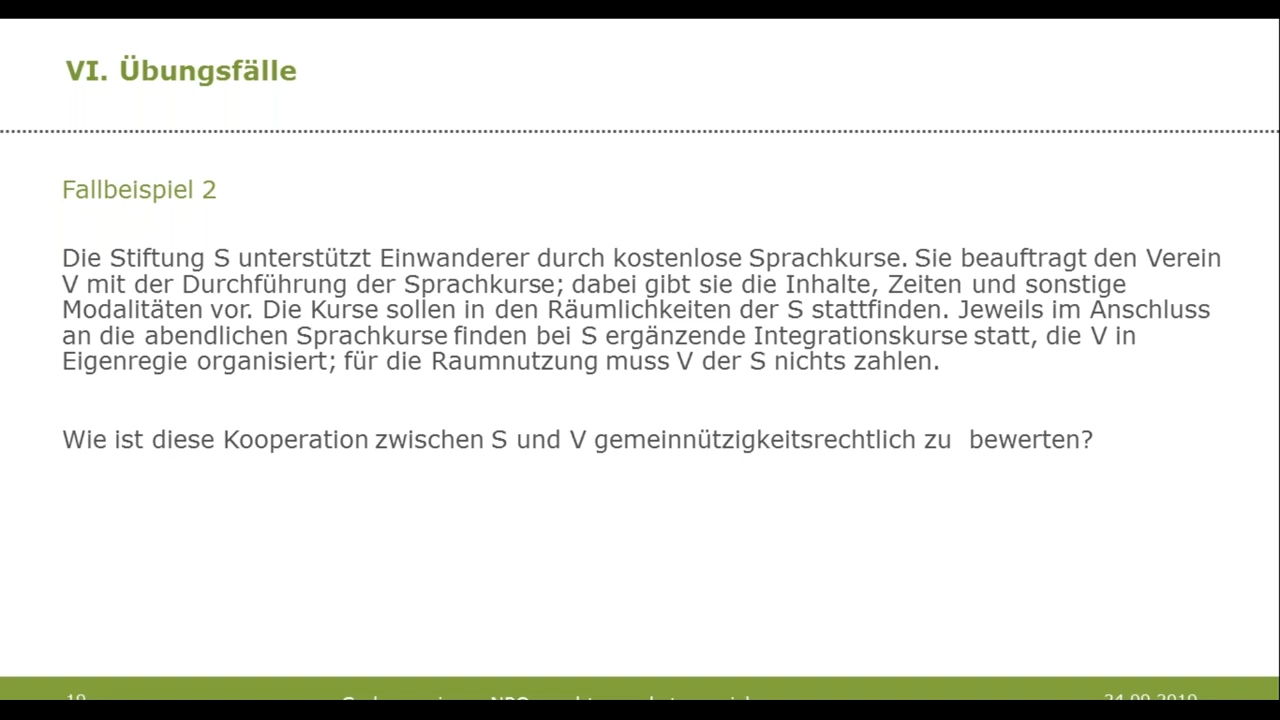 VI. Übungsfälle
Fallbeispiel 2
Die Stiftung S unterstützt Einwanderer durch kostenlose Sprachkurse. Sie beauftragt den Verein
V mit der Durchführung der Sprachkurse; dabei gibt sie die Inhalte, Zeiten und sonstige
Modalitäten vor. Die Kurse sollen in den Räumlichkeiten der S stattfinden. Jeweils im Anschluss
an die abendlichen Sprachkurse finden bei S ergänzende Integrationskurse statt, die V in
Eigenregie organisiert; für die Raumnutzung muss V der S nichts zahlen.
Wie ist diese Kooperation zwischen S und V gemeinnützigkeitsrechtlich zu bewerten?